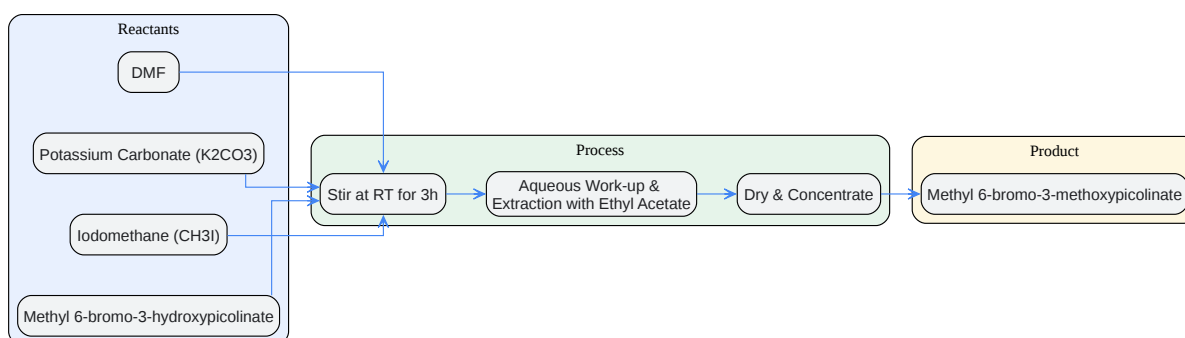 Reactants
DMF
Potassium Carbonate (K2CO3)
Iodomethane (CH3I)
Methyl 6-bromo-3-hydroxypicolinate
Process
Stir at RT for 3h
Aqueous Work-up &
Extraction with Ethyl Acetate
Dry & Concentrate
Product
Methyl 6-bromo-3-methoxypicolinate